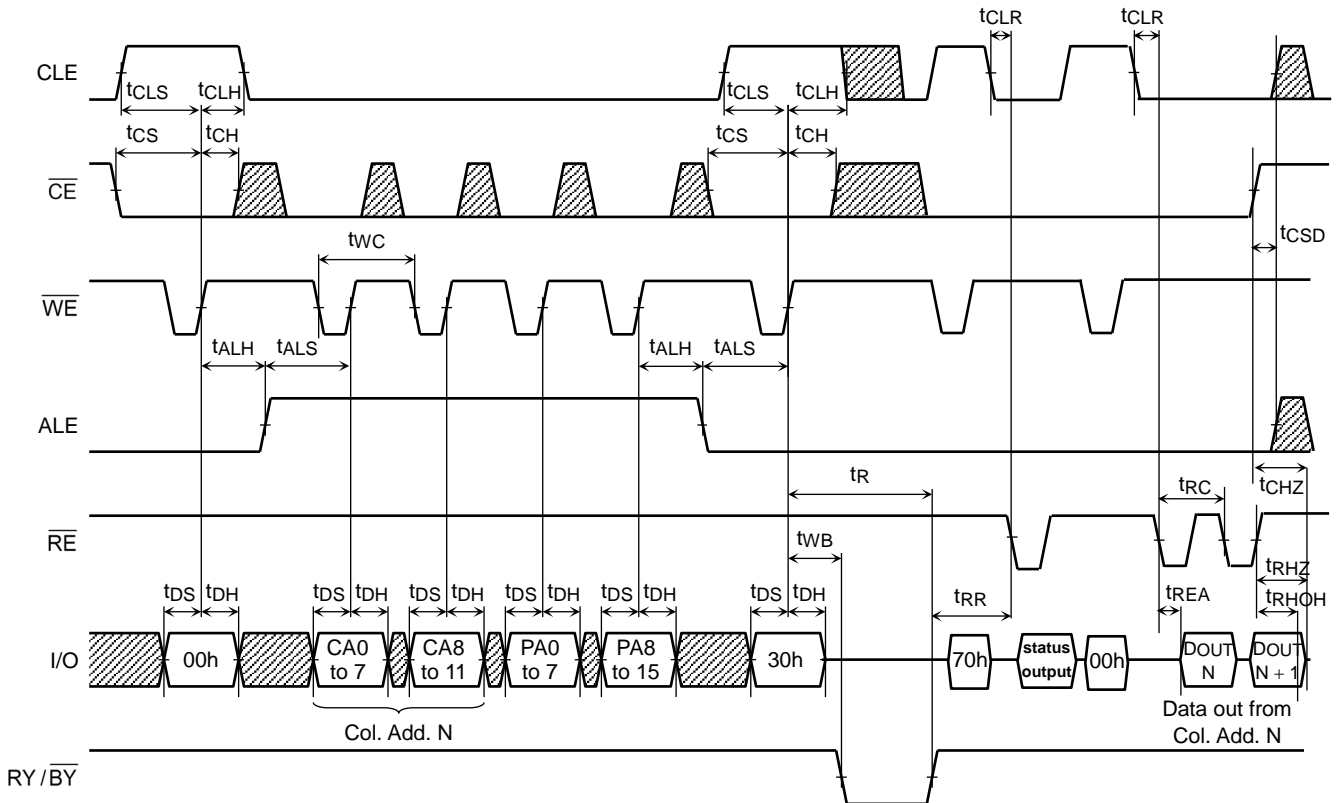 tCLR tCLR
CLE
tCLS tCLH tCLS tCLH
tCS tCH tCS tCH
CE
tWC tCSD
WE
tALH tALS tALH tALS
ALE
tR tRC tCHZ
RE
tWB
tDS tDH tDS tDH tDS tDH tDS tDH tDS tDH tDS tDH tRR tREA tRHZ
tRHOH
I/O
00h
CA0
to 7
CA8
to 11
PA0
to 7
PA8
to 15
30h
70h
status
output
00h
DOUT
N
DOUT
N + 1
Col. Add. N
Data out from
Col. Add. N
RY / BY